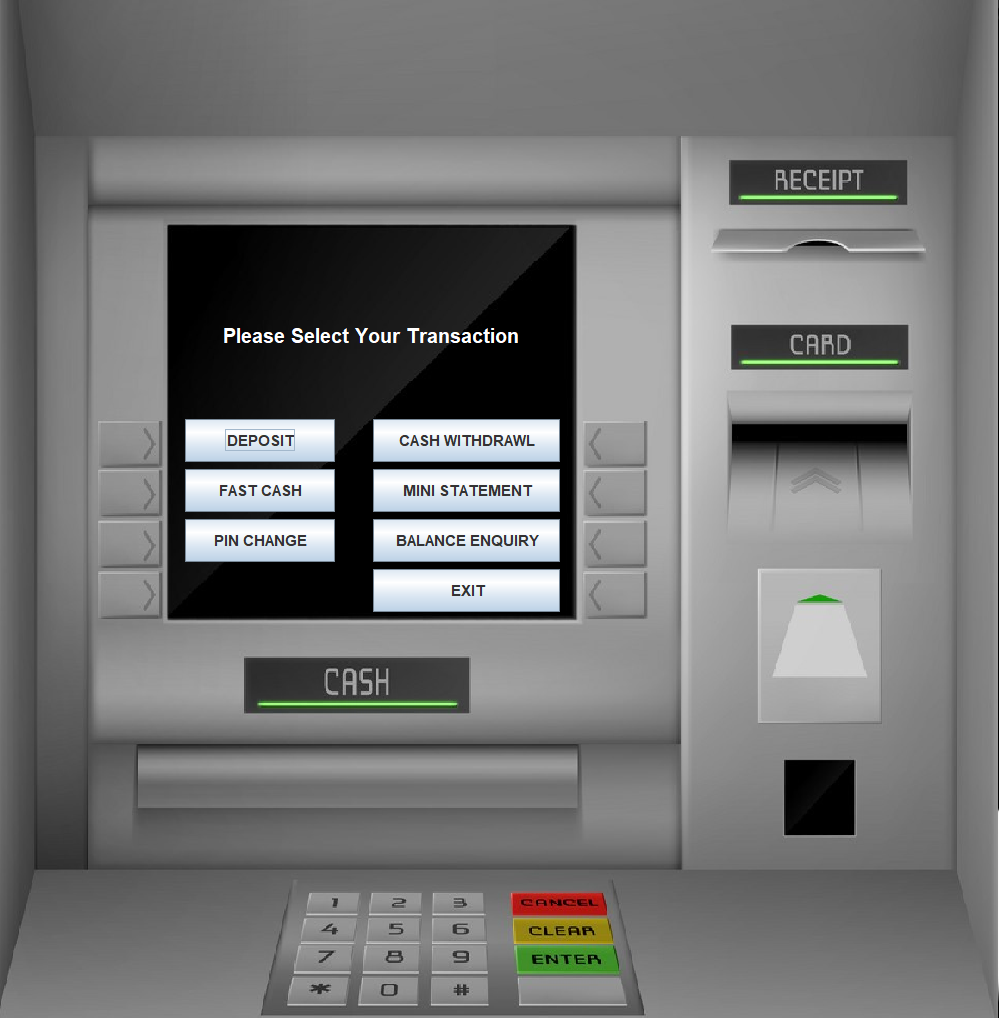 RECEIPT
Please Select Your Transaction
CARD
DEPOSIT
CASH WITHDRAWL
FAST CASH
MINI STATEMENT
PIN CHANGE
BALANCE ENQUIRY
EXIT
CASH
1 2 3 CANCEL
4 5 6 CLEAR
7 8 9 ENTER
* 0 #